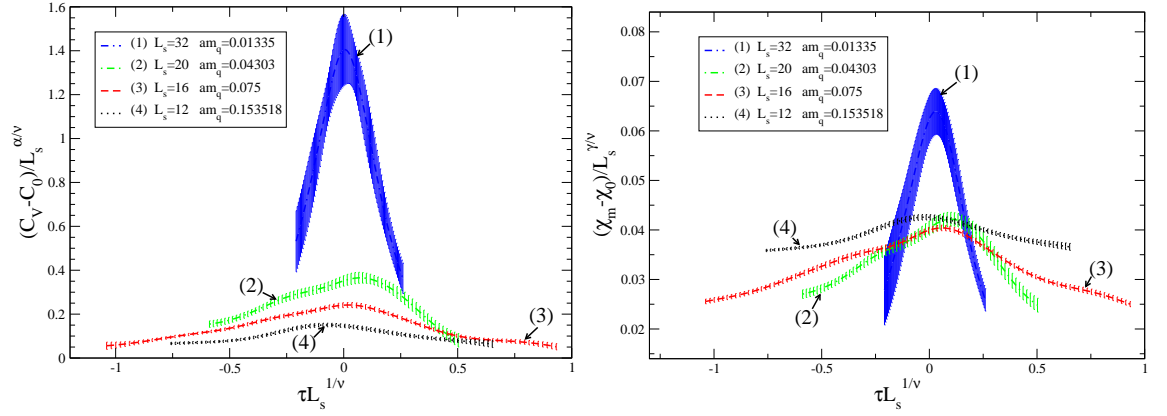 (1) L_s=32 am_q=0.01335
(2) L_s=20 am_q=0.04303
(3) L_s=16 am_q=0.075
(4) L_s=12 am_q=0.153518
(1)
(2)
(3)
(4)
(C_V-C_0)/L_s^{α/ν}
1.6
1.4
1.2
1
0.8
0.6
0.4
0.2
0
-1
-0.5
0
0.5
1
τL_s^{1/ν}
(1) L_s=32 am_q=0.01335
(2) L_s=20 am_q=0.04303
(3) L_s=16 am_q=0.075
(4) L_s=12 am_q=0.153518
(1)
(4)
(3)
(2)
(χ_m-χ_0)/L_s^{γ/ν}
0.08
0.07
0.06
0.05
0.04
0.03
0.02
-1
-0.5
0
0.5
1
τL_s^{1/ν}